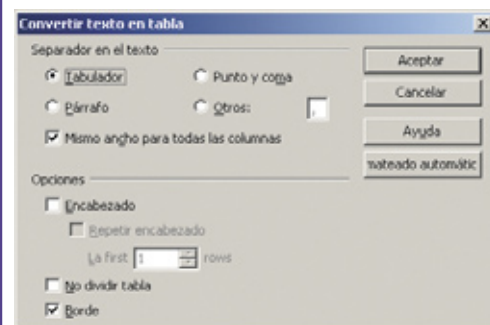 Convertir texto en tabla
Separador en el texto
Tabulador
Punto y coma
Párrafo
Otros: ,
Mismo ancho para todas las columnas
Opciones
Encabezado
Repetir encabezado
La first 1 rows
No dividir tabla
Borde
Aceptar
Cancelar
Ayuda
mateado automátic